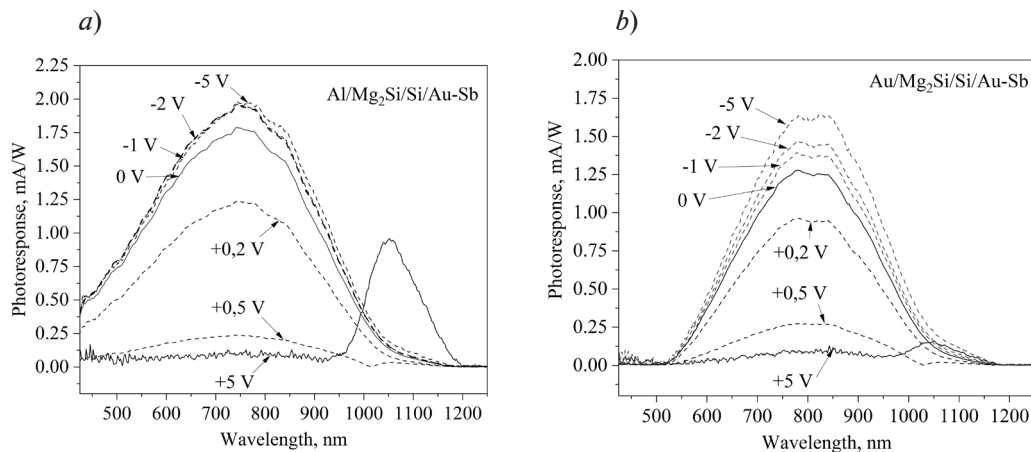 a)
Al/Mg₂Si/Si/Au-Sb
Photoresponse, mA/W
2.25
2.00
1.75
1.50
1.25
1.00
0.75
0.50
0.25
0.00
-5 V
-2 V
-1 V
0 V
+0,2 V
+0,5 V
+5 V
500 600 700 800 900 1000 1100 1200
Wavelength, nm
b)
Au/Mg₂Si/Si/Au-Sb
Photoresponse, mA/W
2.00
1.75
1.50
1.25
1.00
0.75
0.50
0.25
0.00
-5 V
-2 V
-1 V
0 V
+0,2 V
+0,5 V
+5 V
500 600 700 800 900 1000 1100 1200
Wavelength, nm